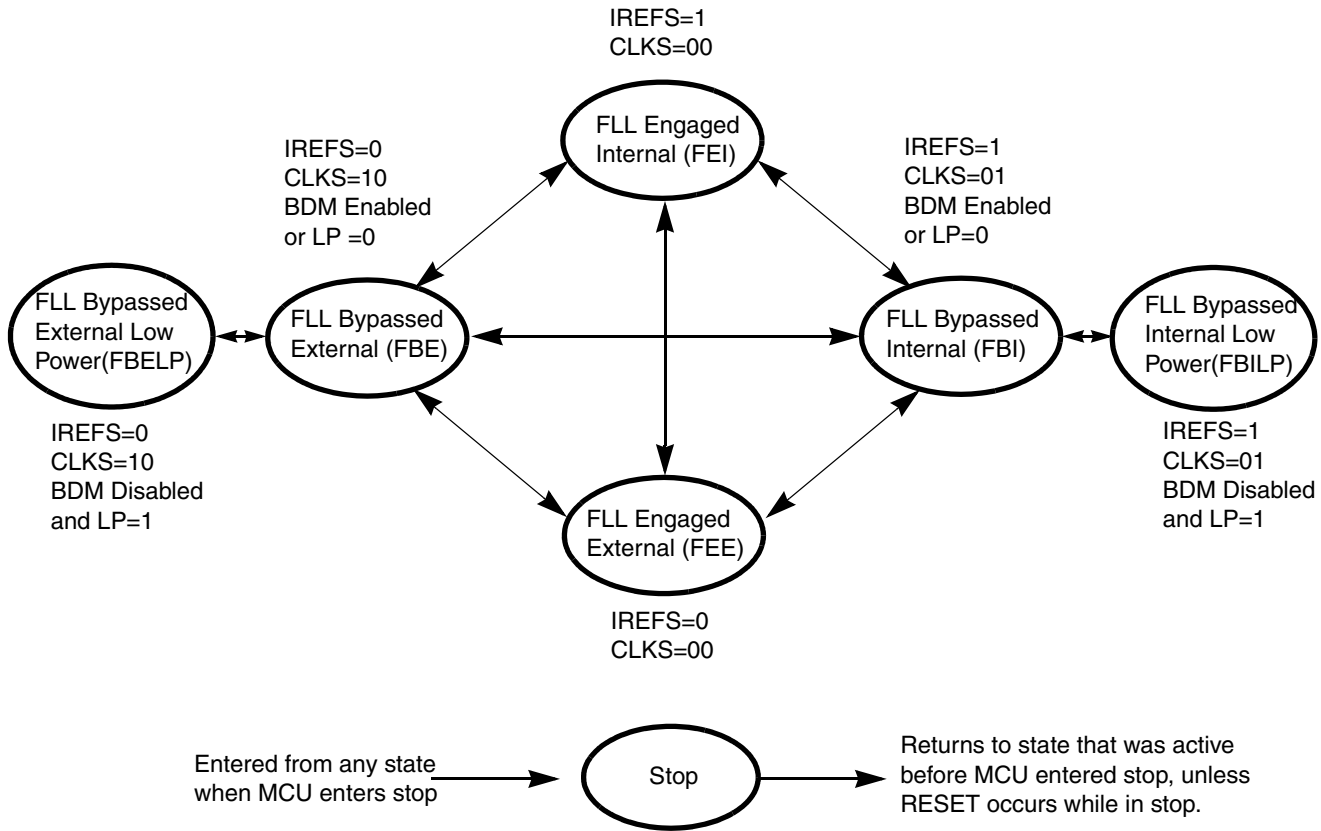 IREFS=1
CLKS=00
FLL Engaged
Internal (FEI)
IREFS=0
CLKS=10
BDM Enabled
or LP =0
IREFS=1
CLKS=01
BDM Enabled
or LP=0
FLL Bypassed
External Low
Power(FBELP)
FLL Bypassed
External (FBE)
FLL Bypassed
Internal (FBI)
FLL Bypassed
Internal Low
Power(FBILP)
IREFS=0
CLKS=10
BDM Disabled
and LP=1
IREFS=1
CLKS=01
BDM Disabled
and LP=1
FLL Engaged
External (FEE)
IREFS=0
CLKS=00
Entered from any state
when MCU enters stop
Stop
Returns to state that was active
before MCU entered stop, unless
RESET occurs while in stop.